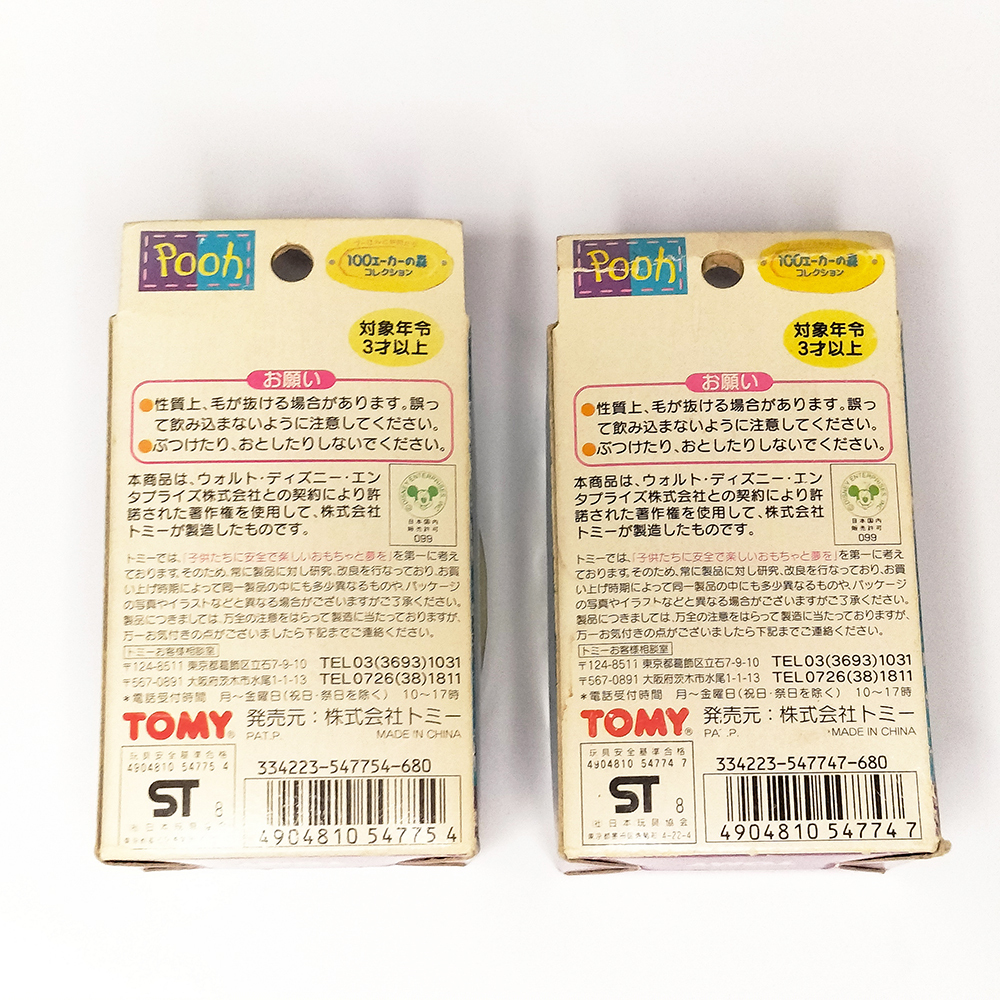 Pooh
100エーカーの森
コレクション
対象年令
3才以上
お願い
●性質上、毛が抜ける場合があります。誤っ
て飲み込まないように注意してください。
●ぶつけたり、おとしたりしないでください。
本商品は、ウォルト・ディズニー・エン
タプライズ株式会社との契約により許
諾された著作権を使用して、株式会社
トミーが製造したものです。
日本国内
販売許可
099
トミーでは、「子供たちに安全で楽しいおもちゃと夢を」を第一に考え
ております。そのため、常に製品に対し研究、改良を行なっており、お買
い上げ時期によって同一製品の中にも多少異なるものや、パッケージ
の写真やイラストなどと異なる場合がございますがご了承ください。
製品につきましては、万全の注意をはらって製造に当たっておりますが、
万一お気付きの点がございましたら下記までご連絡ください。
トミーお客様相談室
〒124-8511 東京都葛飾区立石7-9-10 TEL03(3693)1031
〒567-0891 大阪府茨木市水尾1-1-13 TEL0726(38)1811
*電話受付時間 月~金曜日(祝日・祭日を除く) 10~17時
TOMY® 発売元:株式会社トミー
PAT.P. MADE IN CHINA
玩具安全基準合格
4904810 54775 4
ST 8
334223-547754-680
4904810 547754
Pooh
100エーカーの森
コレクション
対象年令
3才以上
お願い
●性質上、毛が抜ける場合があります。誤っ
て飲み込まないように注意してください。
●ぶつけたり、おとしたりしないでください。
本商品は、ウォルト・ディズニー・エン
タプライズ株式会社との契約により許
諾された著作権を使用して、株式会社
トミーが製造したものです。
日本国内
販売許可
099
トミーでは、「子供たちに安全で楽しいおもちゃと夢を」を第一に考え
ております。そのため、常に製品に対し研究、改良を行なっており、お買
い上げ時期によって同一製品の中にも多少異なるものや、パッケージ
の写真やイラストなどと異なる場合がございますがご了承ください。
製品につきましては、万全の注意をはらって製造に当たっておりますが、
万一お気付きの点がございましたら下記までご連絡ください。
トミーお客様相談室
〒124-8511 東京都葛飾区立石7-9-10 TEL03(3693)1031
〒567-0891 大阪府茨木市水尾1-1-13 TEL0726(38)1811
*電話受付時間 月~金曜日(祝日・祭日を除く) 10~17時
TOMY® 発売元:株式会社トミー
PAT.P. MADE IN CHINA
玩具安全基準合格
4904810 54774 7
ST 8
日本玩具協会
4-22-4
334223-547747-680
4904810 547747